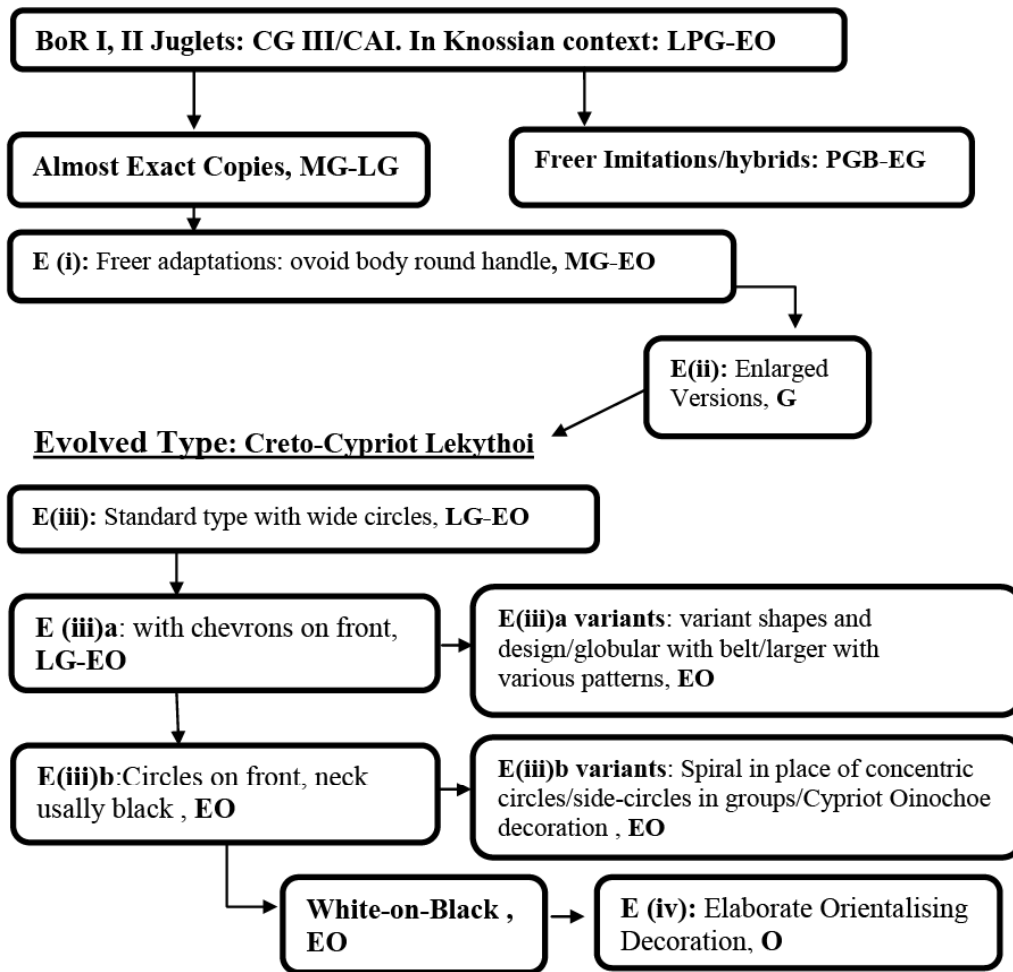 BoR I, II Juglets: CG III/CAI. In Knossian context: LPG-EO
Almost Exact Copies, MG-LG
Freer Imitations/hybrids: PGB-EG
E (i): Freer adaptations: ovoid body round handle, MG-EO
E(ii): Enlarged
Versions, G
Evolved Type: Creto-Cypriot Lekythoi
E(iii): Standard type with wide circles, LG-EO
E (iii)a: with chevrons on front,
LG-EO
E(iii)a variants: variant shapes and
design/globular with belt/larger with
various patterns, EO
E(iii)b:Circles on front, neck
usally black , EO
E(iii)b variants: Spiral in place of concentric
circles/side-circles in groups/Cypriot Oinochoe
decoration , EO
White-on-Black ,
EO
E (iv): Elaborate Orientalising
Decoration, O